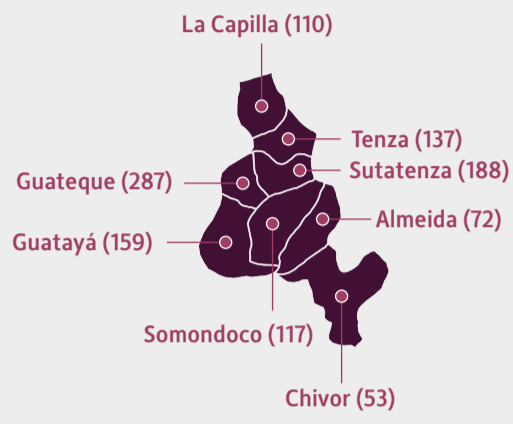 La Capilla (110)
Tenza (137)
Sutatenza (188)
Guateque (287)
Almeida (72)
Guatayá (159)
Somondoco (117)
Chivor (53)